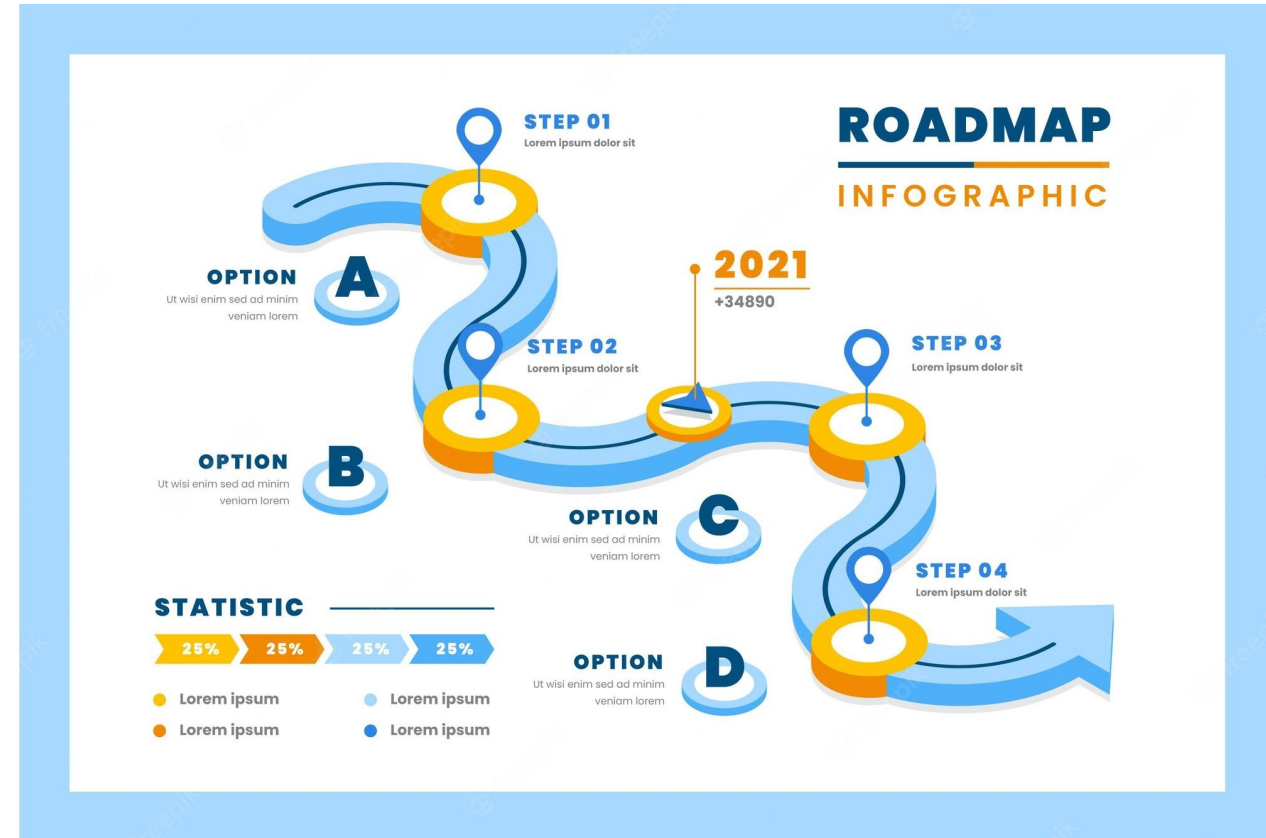 ROADMAP
INFOGRAPHIC
STEP 01
Lorem ipsum dolor sit
OPTION A
Ut wisi enim sed ad minim
veniam lorem
2021
+34890
STEP 02
Lorem ipsum dolor sit
STEP 03
Lorem ipsum dolor sit
OPTION B
Ut wisi enim sed ad minim
veniam lorem
OPTION C
Ut wisi enim sed ad minim
veniam lorem
STEP 04
Lorem ipsum dolor sit
OPTION D
Ut wisi enim sed ad minim
veniam lorem
STATISTIC
25% 25% 25% 25%
Lorem ipsum
Lorem ipsum
Lorem ipsum
Lorem ipsum